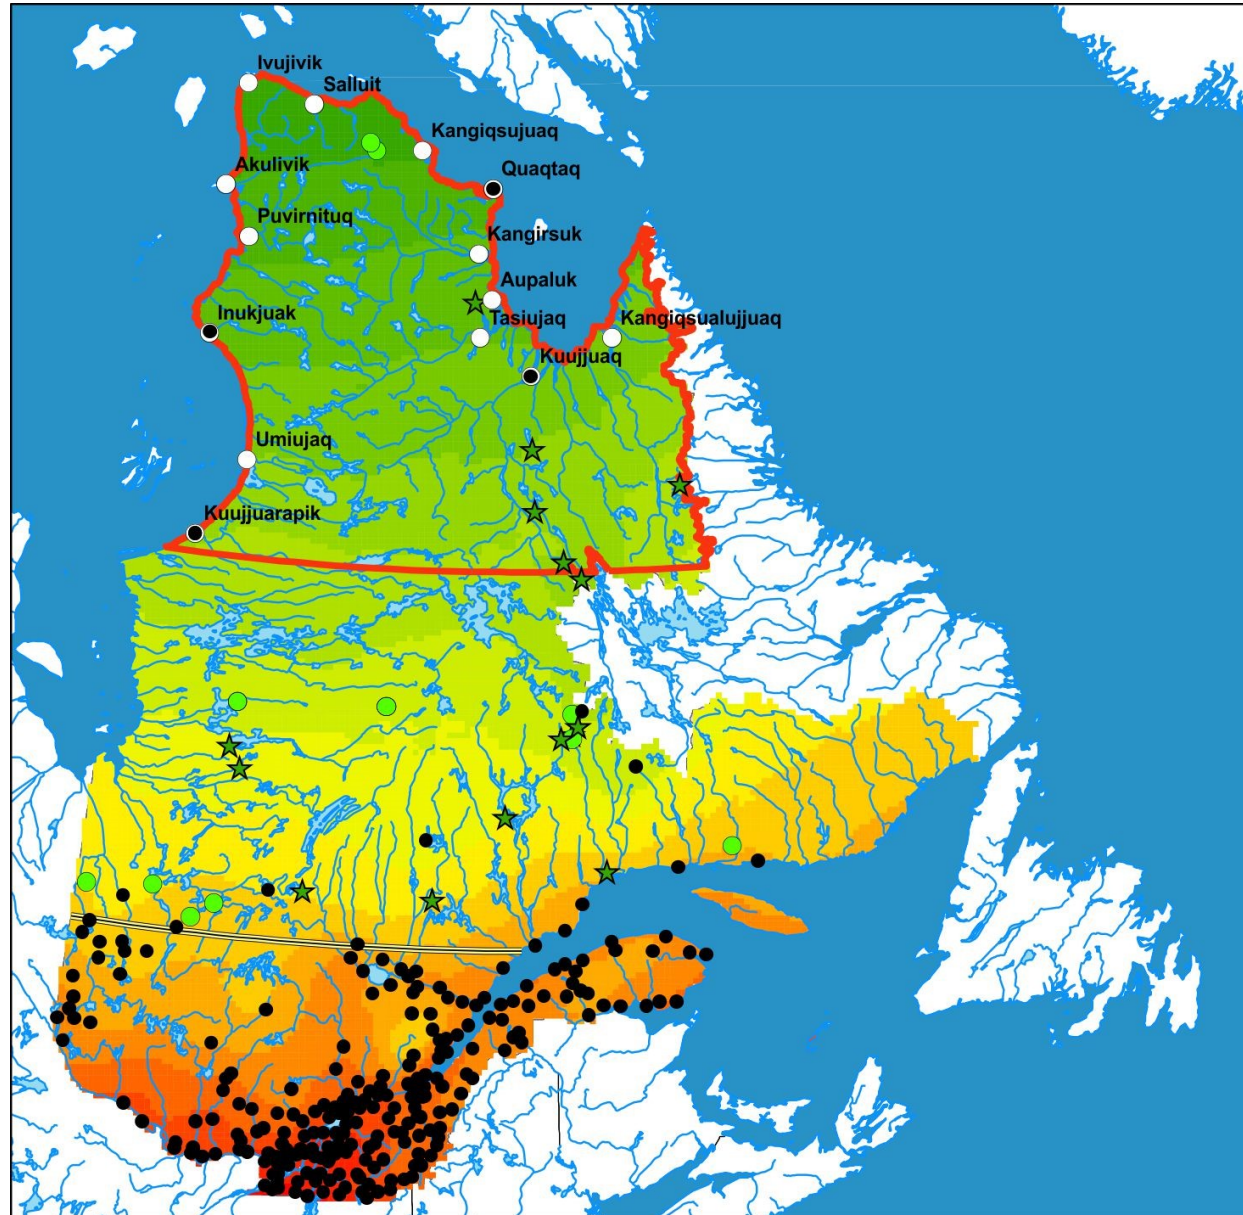 Ivujivik
Salluit
Kangiqsujuaq
Akulivik
Quaqtaq
Puvirnituq
Kangirsuk
Aupaluk
Inukjuak
Tasiujaq
Kangiqsualujjuaq
Kuujjuaq
Umiujaq
Kuujjuarapik